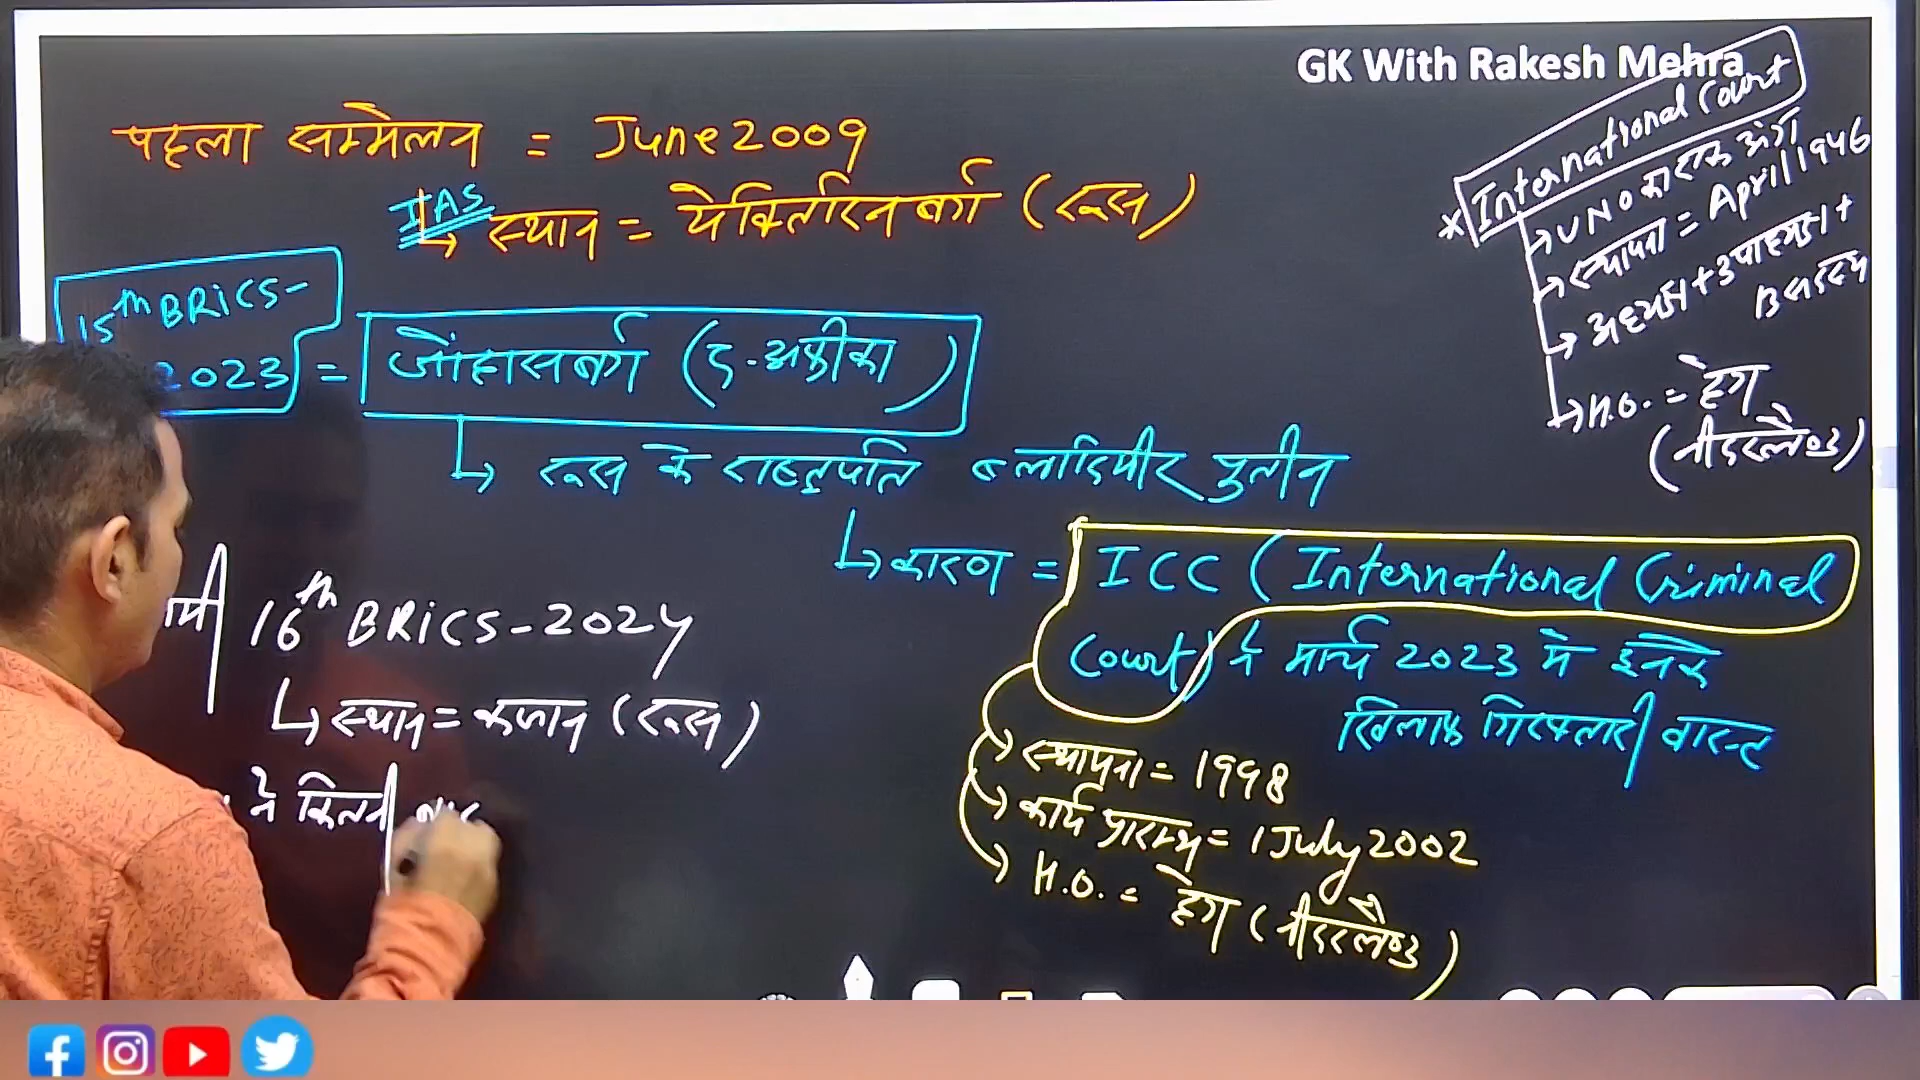 GK With Rakesh Mehra
पहला सम्मेलन = June 2009
IAS
↳ स्थान = येकतिरिनबर्ग (रूस)
15th BRiCS-
2023 = जोंहासबर्ग (द. अफ्रीका)
↳ रूस के राष्ट्रपति ब्लादिमीर पुतीन
↳ कारण = ICC (International Criminal
Court) ने मार्च 2023 में इनके
खिलाफ गिरफ्तारी वारन्ट
→ स्थापना = 1998
→ कार्य प्रारम्भ = 1 July 2002
→ H.O. = हेग (नीदरलैण्ड)
16th BRiCS-2024
↳ स्थान = कजान (रूस)
ने कितनी बार
* International Court
→ UNO का एक अंग
→ स्थापना = April 1946
→ अध्यक्ष + उपाध्यक्ष +
13 सदस्य
→ H.O. = हेग
(नीदरलैण्ड)